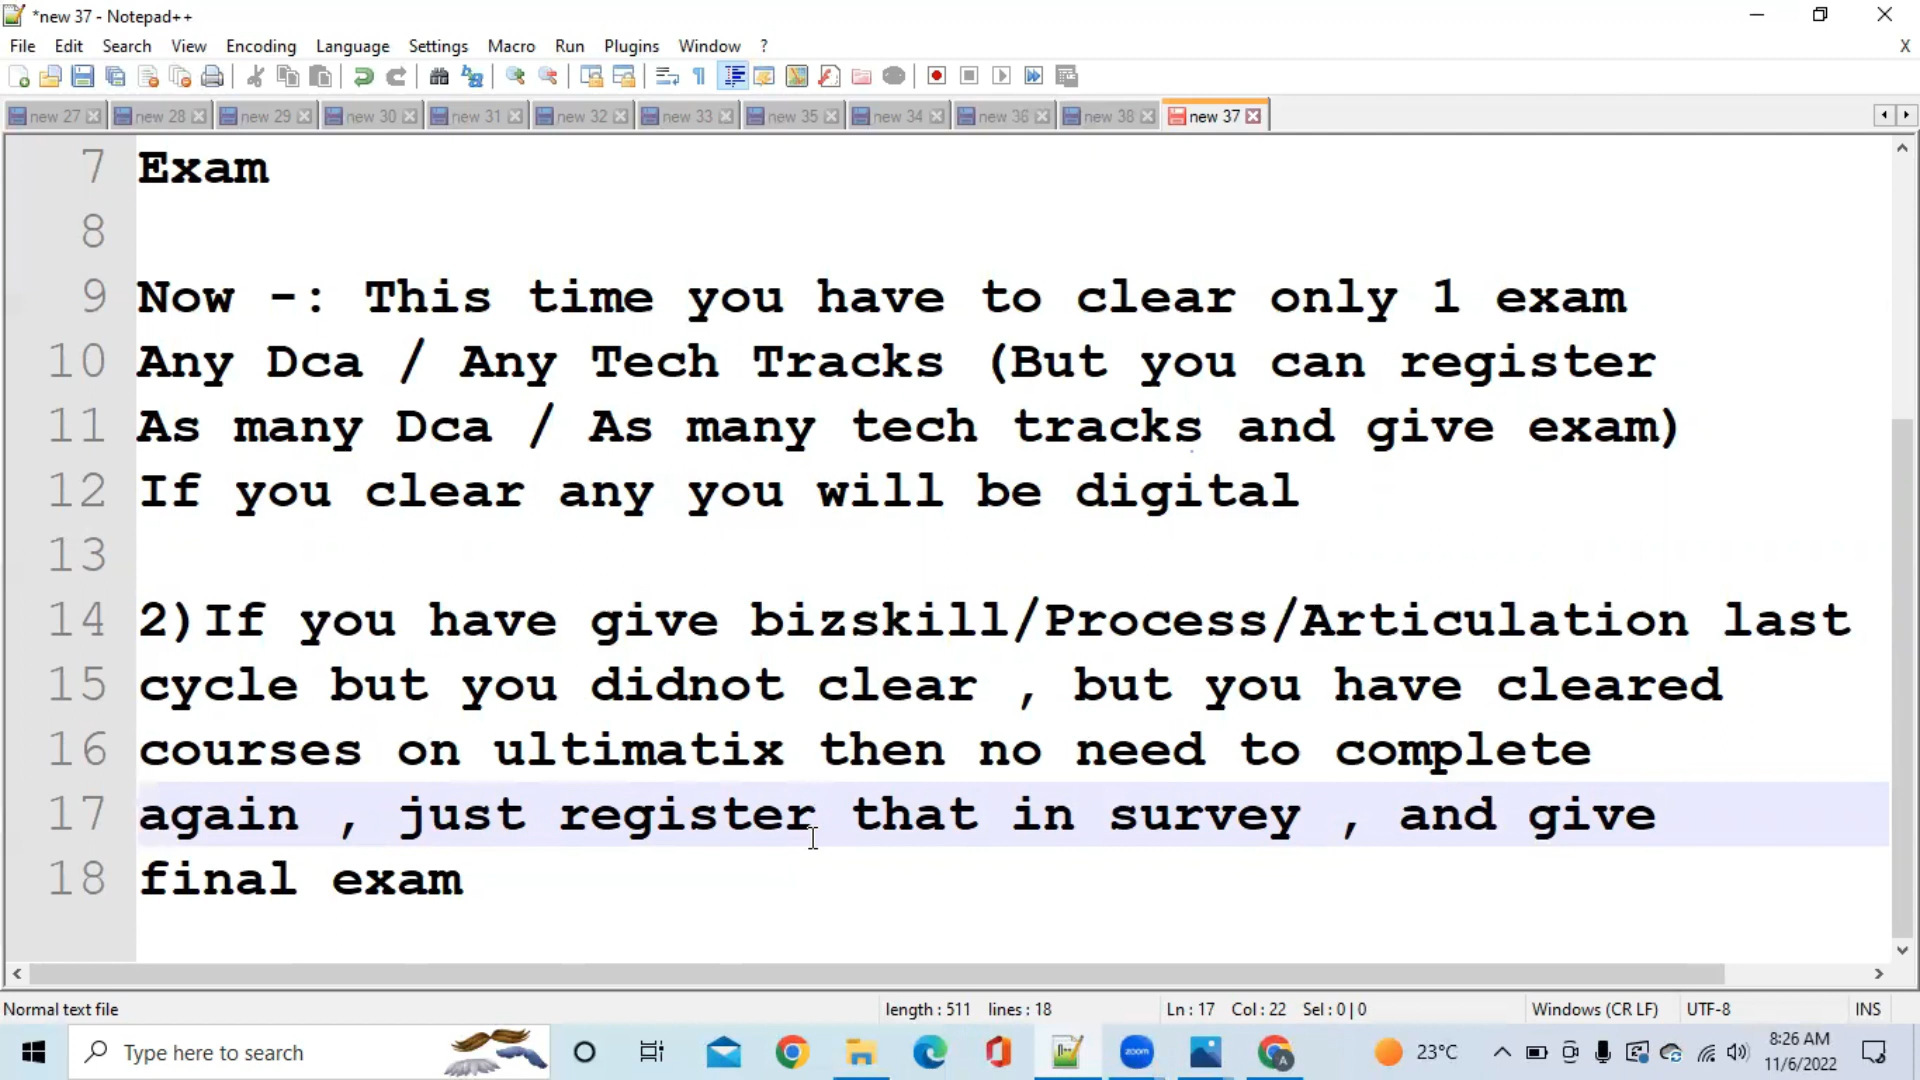 *new 37 - Notepad++
File Edit Search View Encoding Language Settings Macro Run Plugins Window ? X
new 27 new 28 new 29 new 30 new 31 new 32 new 33 new 35 new 34 new 36 new 38 new 37
7 Exam
8
9 Now -: This time you have to clear only 1 exam
10 Any Dca / Any Tech Tracks (But you can register
11 As many Dca / As many tech tracks and give exam)
12 If you clear any you will be digital
13
14 2)If you have give bizskill/Process/Articulation last
15 cycle but you didnot clear , but you have cleared
16 courses on ultimatix then no need to complete
17 again , just register that in survey , and give
18 final exam
Normal text file length : 511 lines : 18 Ln : 17 Col : 22 Sel : 0 | 0 Windows (CR LF) UTF-8 INS
Type here to search zoom 23°C 8:26 AM
11/6/2022